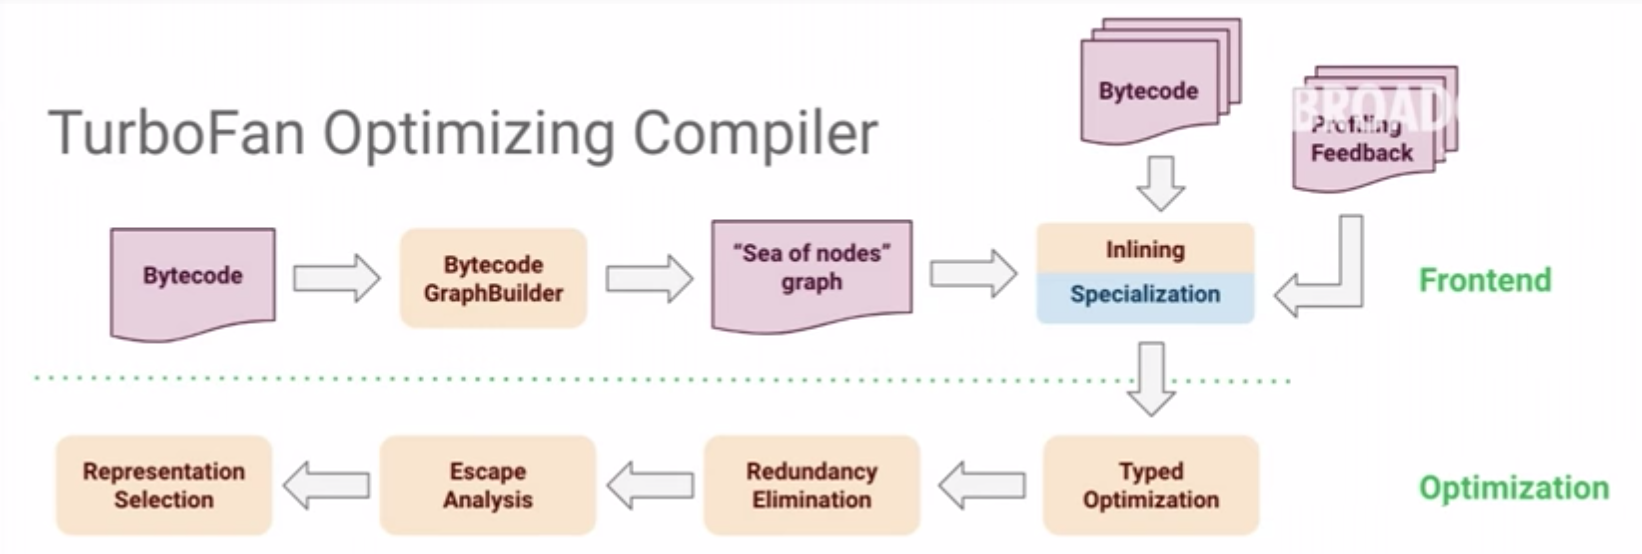 TurboFan Optimizing Compiler
Bytecode
BROAD
Profiling
Feedback
Bytecode
Bytecode
GraphBuilder
“Sea of nodes”
graph
Inlining
Specialization
Frontend
Representation
Selection
Escape
Analysis
Redundancy
Elimination
Typed
Optimization
Optimization